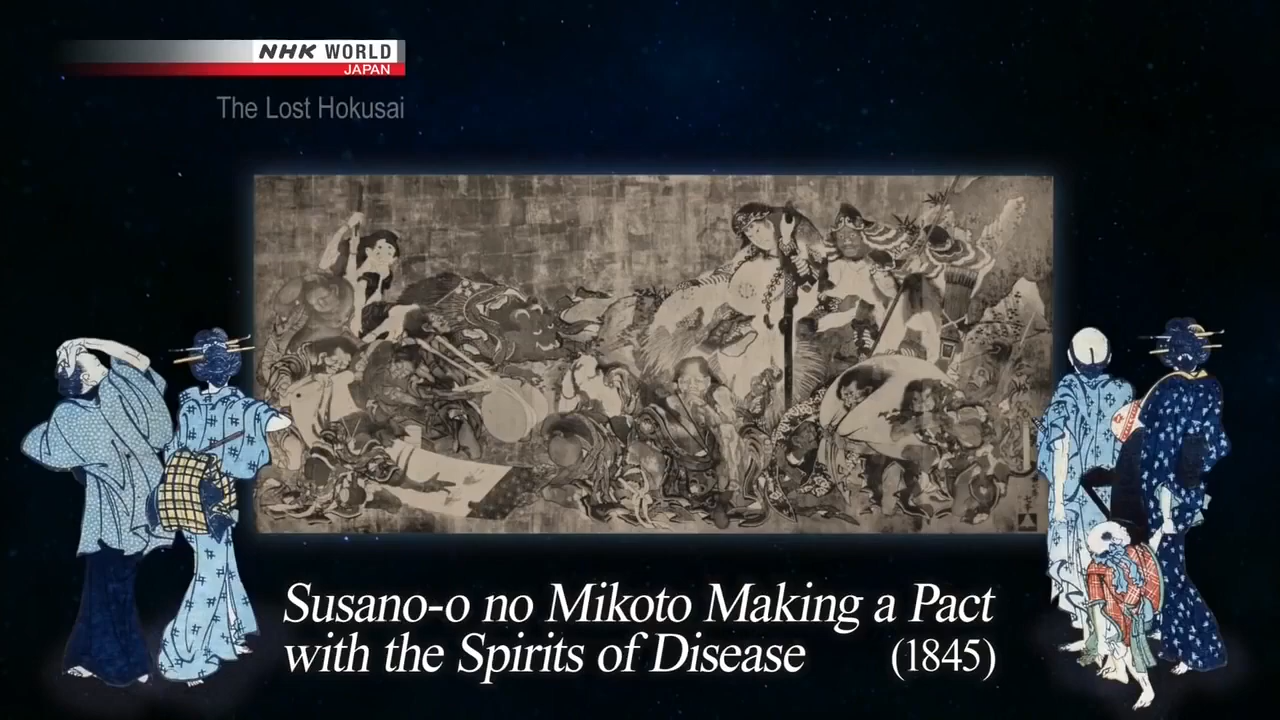 NHK WORLD
JAPAN
The Lost Hokusai
Susano-o no Mikoto Making a Pact
with the Spirits of Disease (1845)